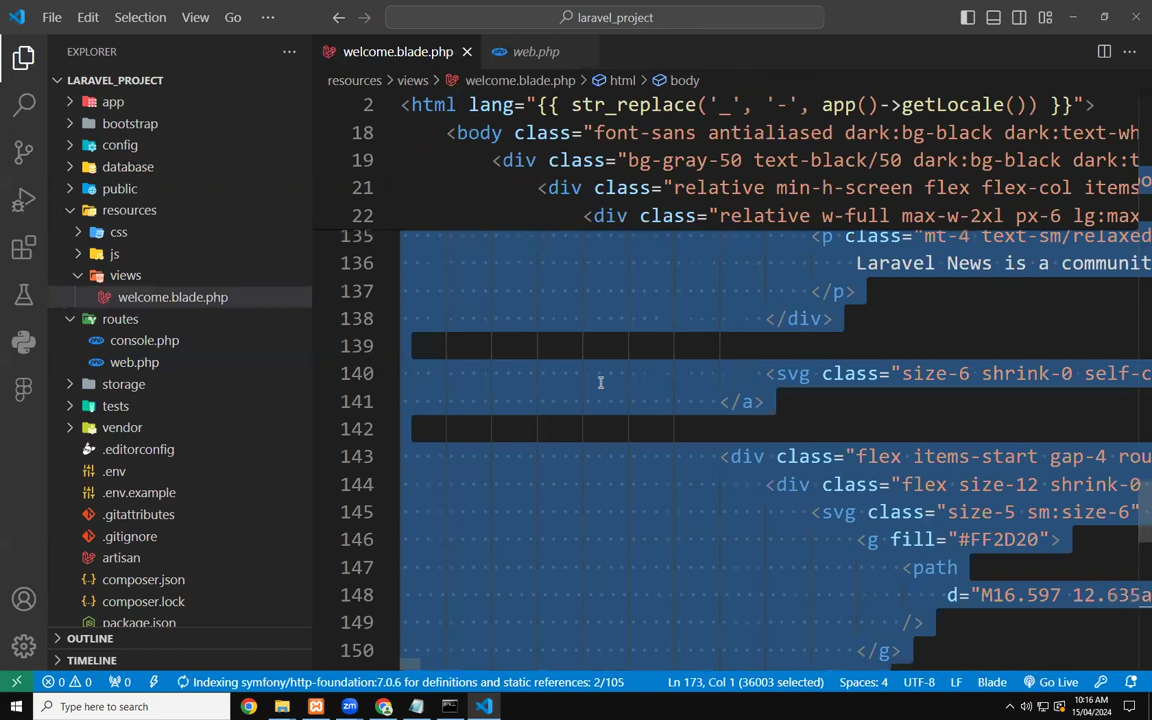 File Edit Selection View Go ··· laravel_project
EXPLORER ···
LARAVEL_PROJECT
app
bootstrap
config
database
public
resources
css
js
views
welcome.blade.php
routes
console.php
web.php
storage
tests
vendor
.editorconfig
.env
.env.example
.gitattributes
.gitignore
artisan
composer.json
composer.lock
package.json
OUTLINE
TIMELINE
welcome.blade.php web.php
resources > views > welcome.blade.php > html > body
2 <html lang="{{ str_replace('_', '-', app()->getLocale()) }}">
18 <body class="font-sans antialiased dark:bg-black dark:text-wh
19 <div class="bg-gray-50 text-black/50 dark:bg-black dark:t
21 <div class="relative min-h-screen flex flex-col items
22 <div class="relative w-full max-w-2xl px-6 lg:max
135 <p class="mt-4 text-sm/relaxed
136 Laravel News is a communit
137 </p>
138 </div>
139
140 <svg class="size-6 shrink-0 self-c
141 </a>
142
143 <div class="flex items-start gap-4 rou
144 <div class="flex size-12 shrink-0
145 <svg class="size-5 sm:size-6"
146 <g fill="#FF2D20">
147 <path
148 d="M16.597 12.635a
149 />
150 </g>
0 0 0 Indexing symfony/http-foundation:7.0.6 for definitions and static references: 2/105 Ln 173, Col 1 (36003 selected) Spaces: 4 UTF-8 LF Blade Go Live
Type here to search 10:16 AM
15/04/2024